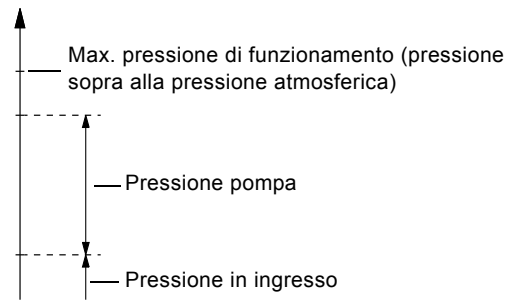 Max. pressione di funzionamento (pressione
sopra alla pressione atmosferica)
Pressione pompa
Pressione in ingresso